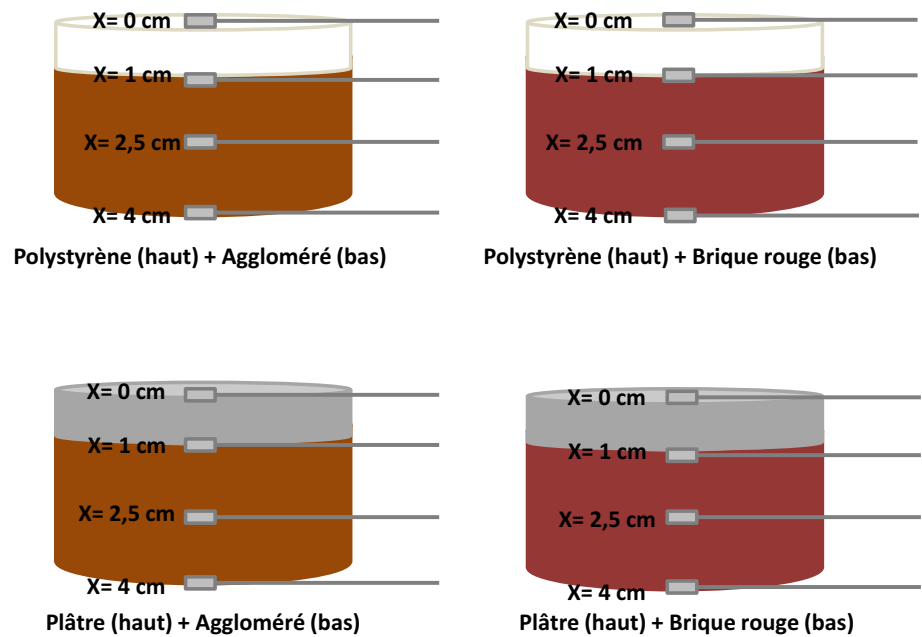 X= 0 cm
X= 1 cm
X= 2,5 cm
X= 4 cm
Polystyrène (haut) + Aggloméré (bas)
X= 0 cm
X= 1 cm
X= 2,5 cm
X= 4 cm
Polystyrène (haut) + Brique rouge (bas)
X= 0 cm
X= 1 cm
X= 2,5 cm
X= 4 cm
Plâtre (haut) + Aggloméré (bas)
X= 0 cm
X= 1 cm
X= 2,5 cm
X= 4 cm
Plâtre (haut) + Brique rouge (bas)